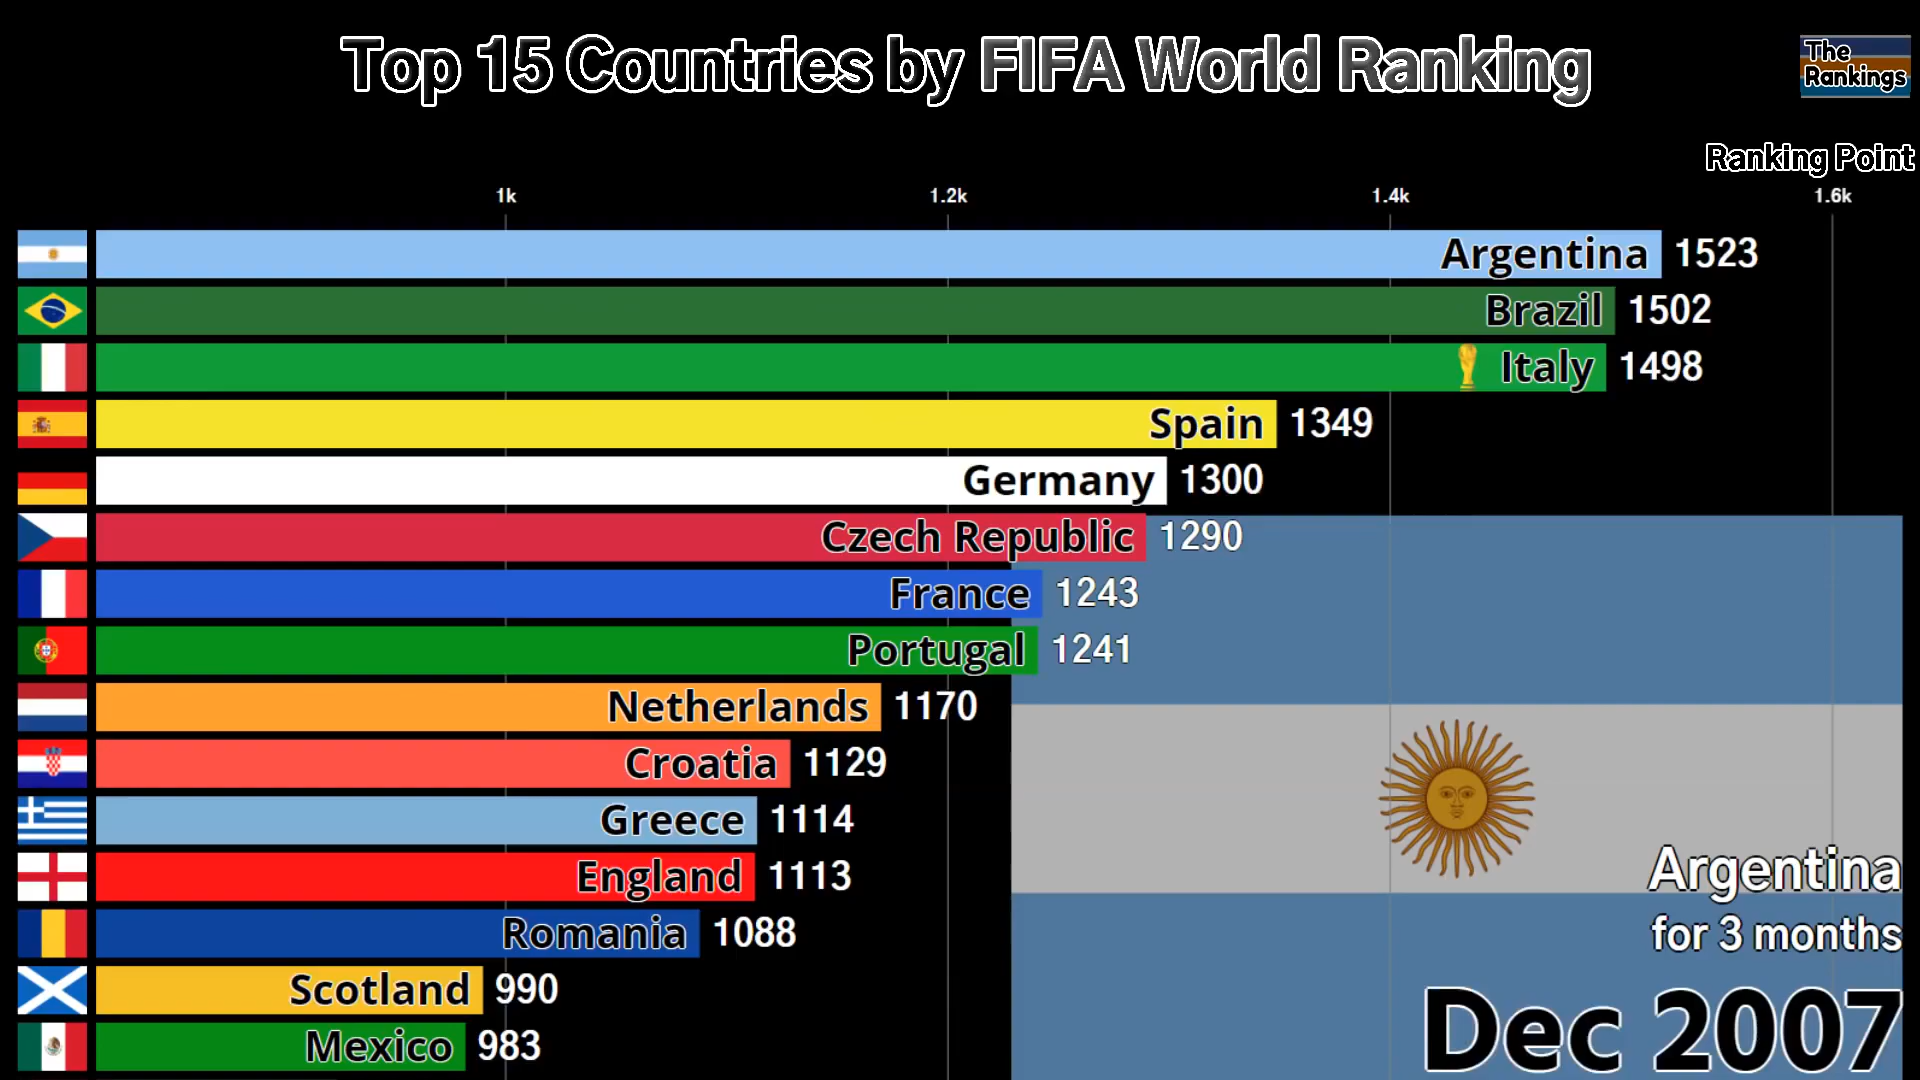 Top 15 Countries by FIFA World Ranking
The
Rankings
Ranking Point
1k 1.2k 1.4k 1.6k
Argentina 1523
Brazil 1502
Italy 1498
Spain 1349
Germany 1300
Czech Republic 1290
France 1243
Portugal 1241
Netherlands 1170
Croatia 1129
Greece 1114
England 1113
Romania 1088
Scotland 990
Mexico 983
Argentina
for 3 months
Dec 2007